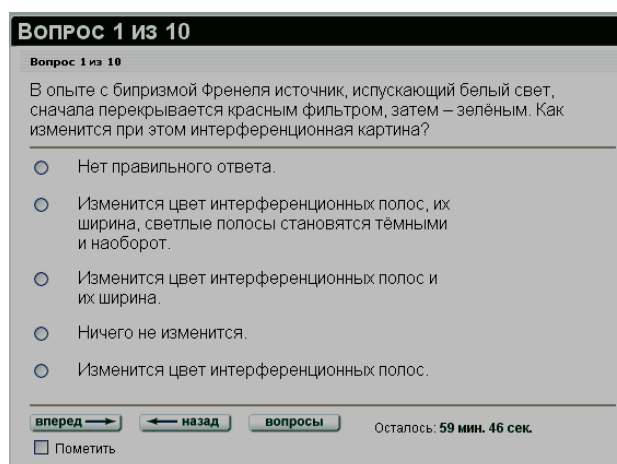 Вопрос 1 из 10
Вопрос 1 из 10
В опыте с бипризмой Френеля источник, испускающий белый свет,
сначала перекрывается красным фильтром, затем – зелёным. Как
изменится при этом интерференционная картина?
Нет правильного ответа.
Изменится цвет интерференционных полос, их
ширина, светлые полосы становятся тёмными
и наоборот.
Изменится цвет интерференционных полос и
их ширина.
Ничего не изменится.
Изменится цвет интерференционных полос.
вперед назад вопросы Осталось: 59 мин. 46 сек.
Пометить